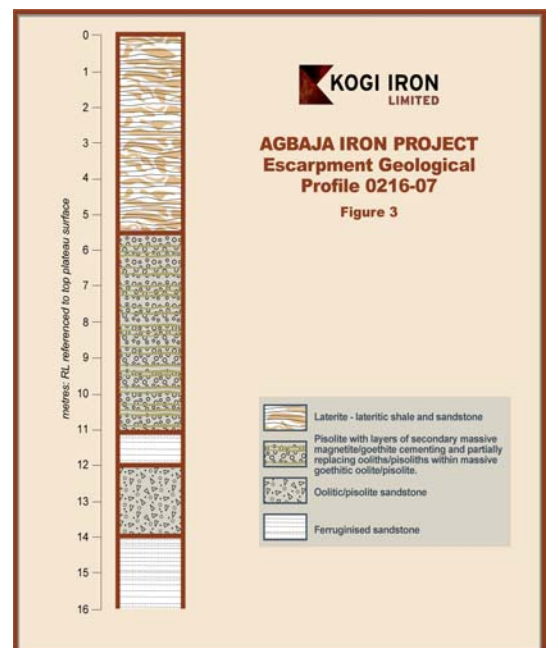 KOGI IRON
LIMITED
AGBAJA IRON PROJECT
Escarpment Geological
Profile 0216-07
Figure 3
metres: RL referenced to top plateau surface
0
1
2
3
4
5
6
7
8
9
10
11
12
13
14
15
16
Laterite - lateritic shale and sandstone
Pisolite with layers of secondary massive
magnetite/goethite cementing and partially
replacing ooliths/pisoliths within massive
goethitic oolite/pisolite.
Oolitic/pisolite sandstone
Ferruginised sandstone